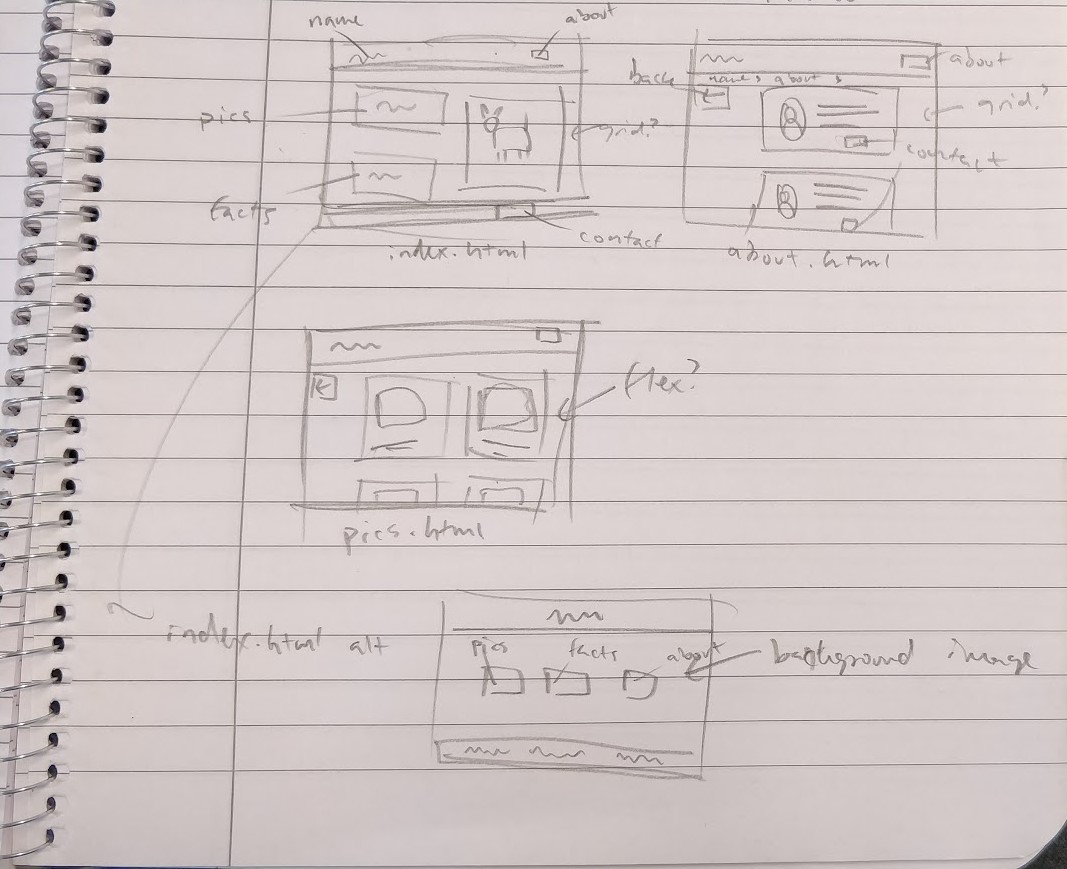 name
about
pics
grid?
facts
contact
index.html
about
back
name's about's
grid?
contact
about.html
flex?
pics.html
index.html alt
pics
facts
about
background image